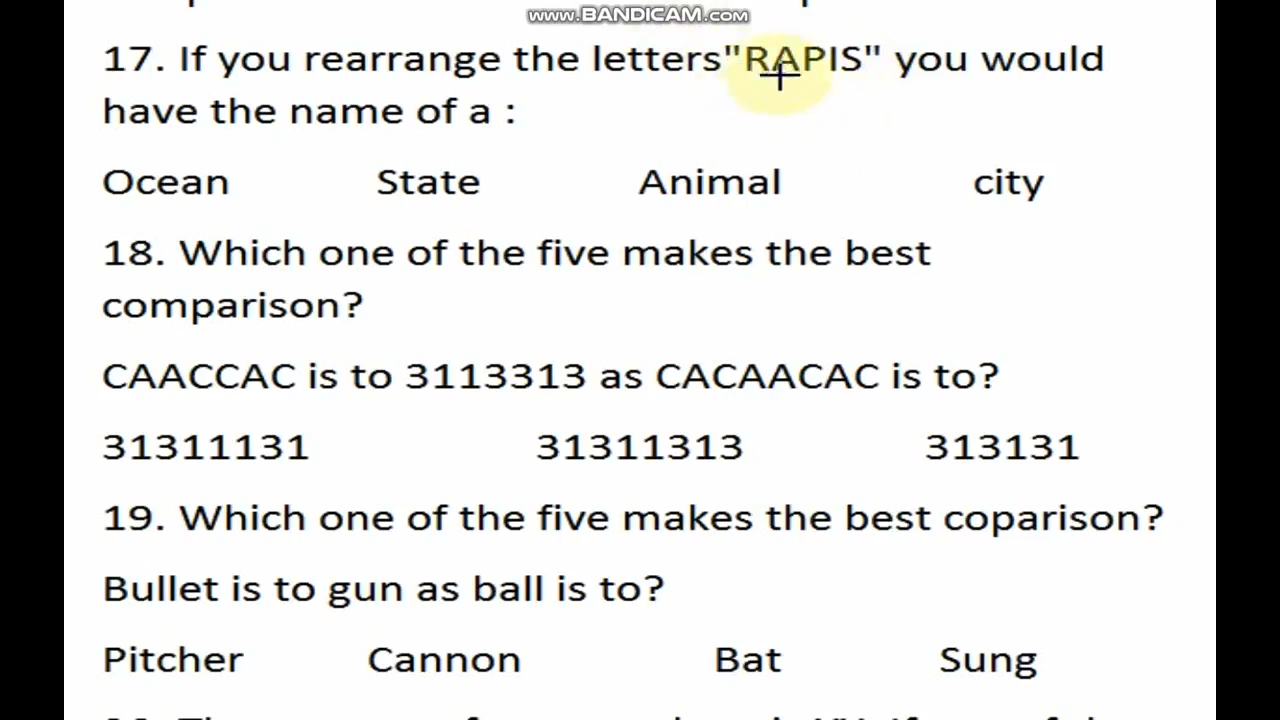 www.BANDICAM.com
17. If you rearrange the letters"RAPIS" you would
have the name of a :
Ocean State Animal city
18. Which one of the five makes the best
comparison?
CAACCAC is to 3113313 as CACAACAC is to?
31311131 31311313 313131
19. Which one of the five makes the best coparison?
Bullet is to gun as ball is to?
Pitcher Cannon Bat Sung